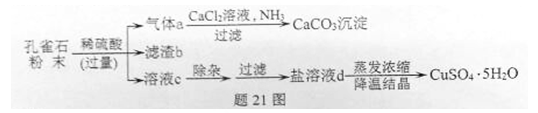 气体a CaCl₂溶液,NH₃ 过滤 CaCO₃沉淀
孔雀石粉末 稀硫酸(过量) 滤渣b
溶液c 除杂 过滤 盐溶液d 蒸发浓缩 降温结晶 CuSO₄·5H₂O
题21图